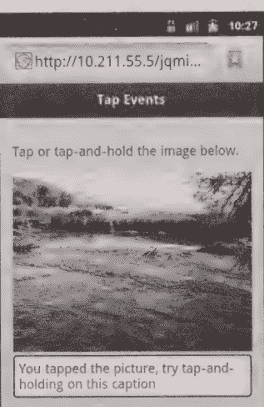 10:27
http://10.211.55.5/jqmi...
Tap Events
Tap or tap-and-hold the image below.
You tapped the picture, try tap-and-
holding on this caption